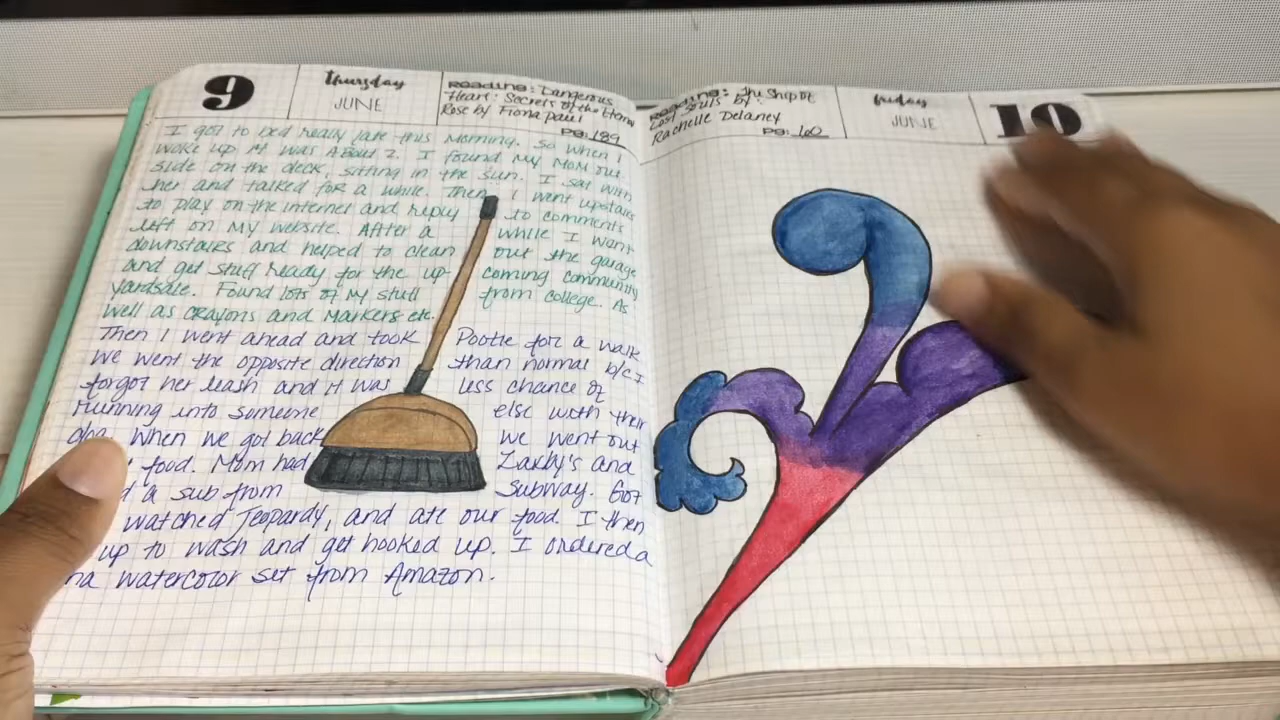 9
Thursday
JUNE
Reading: Dangerous
Heart: Secrets of the Eternal
Rose by Fiona Paul
PG: 189
I got to bed really late this morning. So when I
woke up it was about 2. I found my mom out
side on the deck, sitting in the sun. I sat with
her and talked for a while. Then I went upstairs
to play on the internet and reply to comments
left on my website. After a while I went
downstairs and helped to clean out the garage
and get stuff ready for the up- coming community
yardsale. Found lots of my stuff from college. As
well as crayons and markers etc.
Then I went ahead and took Pootie for a walk
we went the opposite direction than normal b/c I
forgot her leash and it was less chance of
running into someone else with their
dog. When we got back we went out
food. Mom had Zaxby's and
a sub from Subway. Got
watched Jeopardy, and ate our food. I then
up to wash and get hooked up. I ordered a
na watercolor set from Amazon.
Reading: The Ship of
Lost Souls by:
Rachelle Delaney
PG: 60
friday
JUNE
10